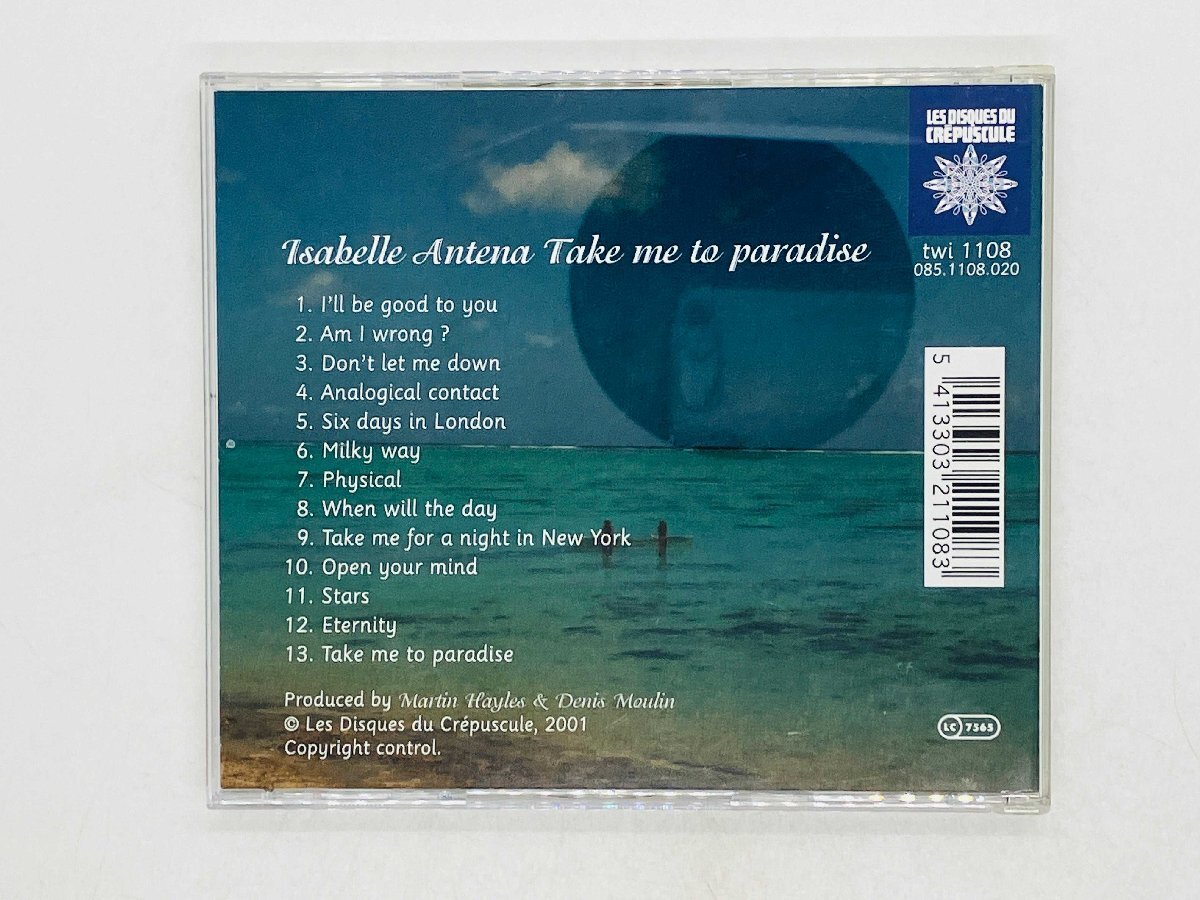 LES DISQUES DU
CRÉPUSCULE
twi 1108
085.1108.020
Isabelle Antena Take me to paradise
1. I'll be good to you
2. Am I wrong ?
3. Don't let me down
4. Analogical contact
5. Six days in London
6. Milky way
7. Physical
8. When will the day
9. Take me for a night in New York
10. Open your mind
11. Stars
12. Eternity
13. Take me to paradise
5 413303 211083
Produced by Martin Hayles & Denis Moulin
© Les Disques du Crépuscule, 2001
Copyright control.
LC 7565